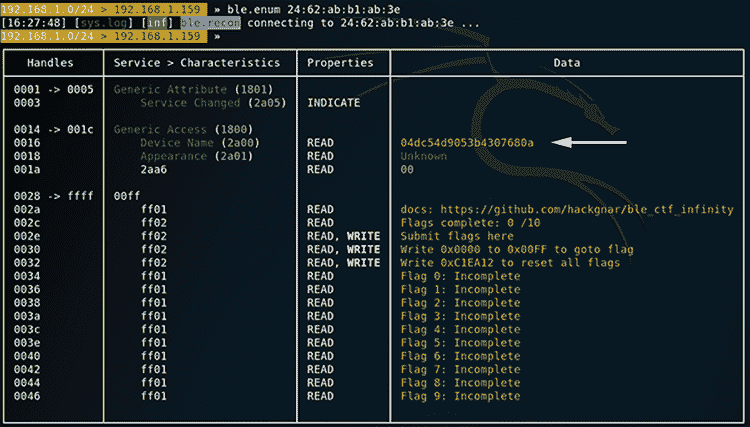 192.168.1.0/24 > 192.168.1.159 » ble.enum 24:62:ab:b1:ab:3e
[16:27:48] [sys.log] [inf] ble.recon connecting to 24:62:ab:b1:ab:3e ...
192.168.1.0/24 > 192.168.1.159 »
Handles Service > Characteristics Properties Data
0001 -> 0005 Generic Attribute (1801)
0003 Service Changed (2a05) INDICATE
0014 -> 001c Generic Access (1800)
0016 Device Name (2a00) READ 04dc54d9053b4307680a
0018 Appearance (2a01) READ Unknown
001a 2aa6 READ 00
0028 -> ffff 00ff
002a ff01 READ docs: https://github.com/hackgnar/ble_ctf_infinity
002c ff02 READ Flags complete: 0 /10
002e ff02 READ, WRITE Submit flags here
0030 ff02 READ, WRITE Write 0x0000 to 0x00FF to goto flag
0032 ff02 READ, WRITE Write 0xC1EA12 to reset all flags
0034 ff01 READ Flag 0: Incomplete
0036 ff01 READ Flag 1: Incomplete
0038 ff01 READ Flag 2: Incomplete
003a ff01 READ Flag 3: Incomplete
003c ff01 READ Flag 4: Incomplete
003e ff01 READ Flag 5: Incomplete
0040 ff01 READ Flag 6: Incomplete
0042 ff01 READ Flag 7: Incomplete
0044 ff01 READ Flag 8: Incomplete
0046 ff01 READ Flag 9: Incomplete